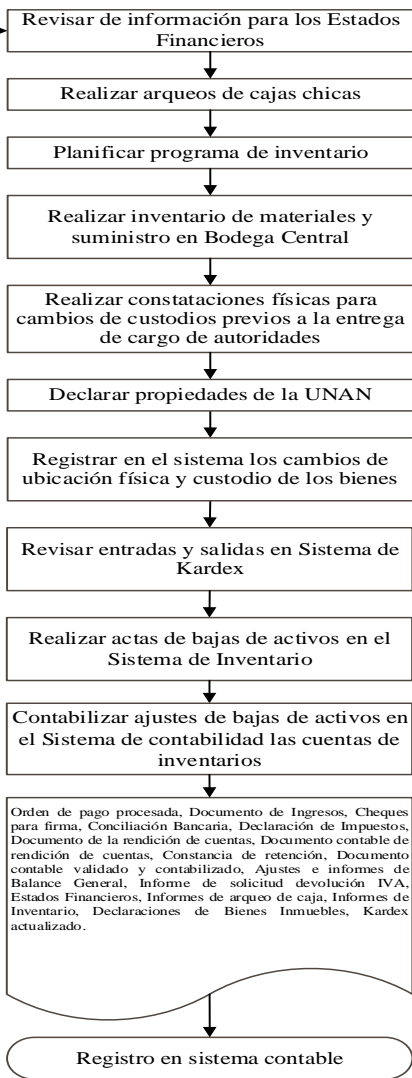 Revisar de información para los Estados
Financieros
Realizar arqueos de cajas chicas
Planificar programa de inventario
Realizar inventario de materiales y
suministro en Bodega Central
Realizar constataciones físicas para
cambios de custodios previos a la entrega
de cargo de autoridades
Declarar propiedades de la UNAN
Registrar en el sistema los cambios de
ubicación física y custodio de los bienes
Revisar entradas y salidas en Sistema de
Kardex
Realizar actas de bajas de activos en el
Sistema de Inventario
Contabilizar ajustes de bajas de activos en
el Sistema de contabilidad las cuentas de
inventarios
Orden de pago procesada, Documento de Ingresos, Cheques
para firma, Conciliación Bancaria, Declaración de Impuestos,
Documento de la rendición de cuentas, Documento contable de
rendición de cuentas, Constancia de retención, Documento
contable validado y contabilizado, Ajustes e informes de
Balance General, Informe de solicitud devolución IVA,
Estados Financieros, Informes de arqueo de caja, Informes de
Inventario, Declaraciones de Bienes Inmuebles, Kardex
actualizado.
Registro en sistema contable